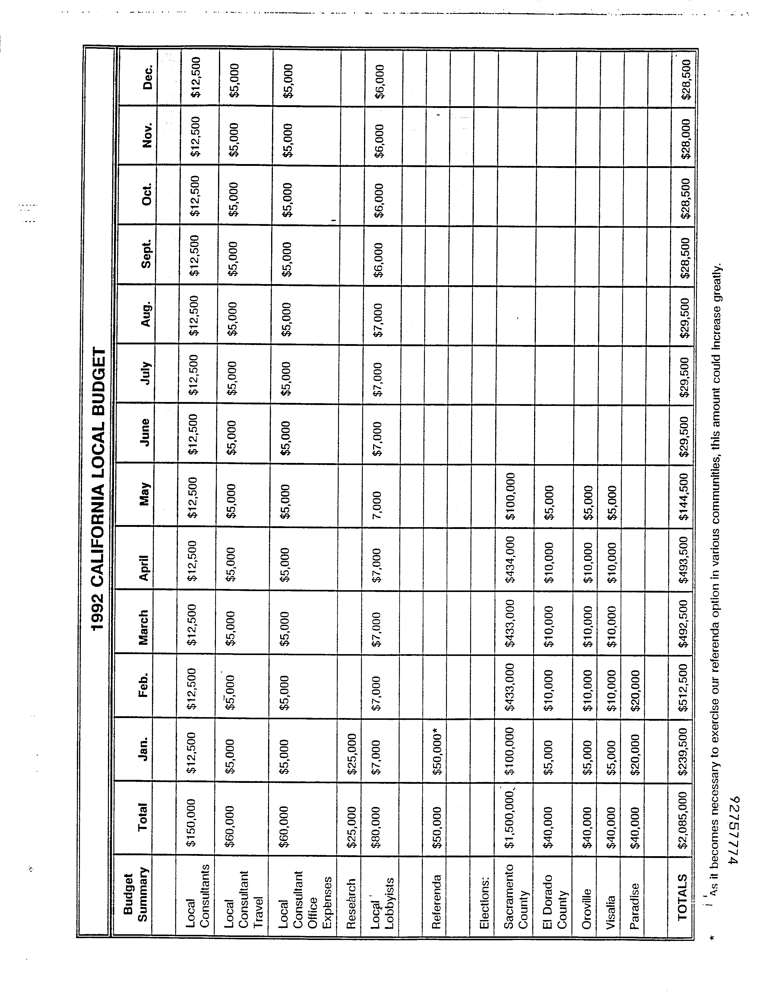 1992 CALIFORNIA LOCAL BUDGET
Budget Summary Total Jan. Feb. March April May June July Aug. Sept. Oct. Nov. Dec.
Local Consultants $150,000 $12,500 $12,500 $12,500 $12,500 $12,500 $12,500 $12,500 $12,500 $12,500 $12,500 $12,500 $12,500
Local Consultant Travel $60,000 $5,000 $5,000 $5,000 $5,000 $5,000 $5,000 $5,000 $5,000 $5,000 $5,000 $5,000 $5,000
Local Consultant Office Expenses $60,000 $5,000 $5,000 $5,000 $5,000 $5,000 $5,000 $5,000 $5,000 $5,000 $5,000 $5,000 $5,000
Research $25,000 $25,000
Local Lobbyists $80,000 $7,000 $7,000 $7,000 $7,000 7,000 $7,000 $7,000 $7,000 $6,000 $6,000 $6,000 $6,000
Referenda $50,000 $50,000*
Elections:
Sacramento County $1,500,000 $100,000 $433,000 $433,000 $434,000 $100,000
El Dorado County $40,000 $5,000 $10,000 $10,000 $10,000 $5,000
Oroville $40,000 $5,000 $10,000 $10,000 $10,000 $5,000
Visalia $40,000 $5,000 $10,000 $10,000 $10,000 $5,000
Paradise $40,000 $20,000 $20,000
TOTALS $2,085,000 $239,500 $512,500 $492,500 $493,500 $144,500 $29,500 $29,500 $29,500 $28,500 $28,500 $28,000 $28,500
* As it becomes necessary to exercise our referenda option in various communities, this amount could increase greatly.
92757774